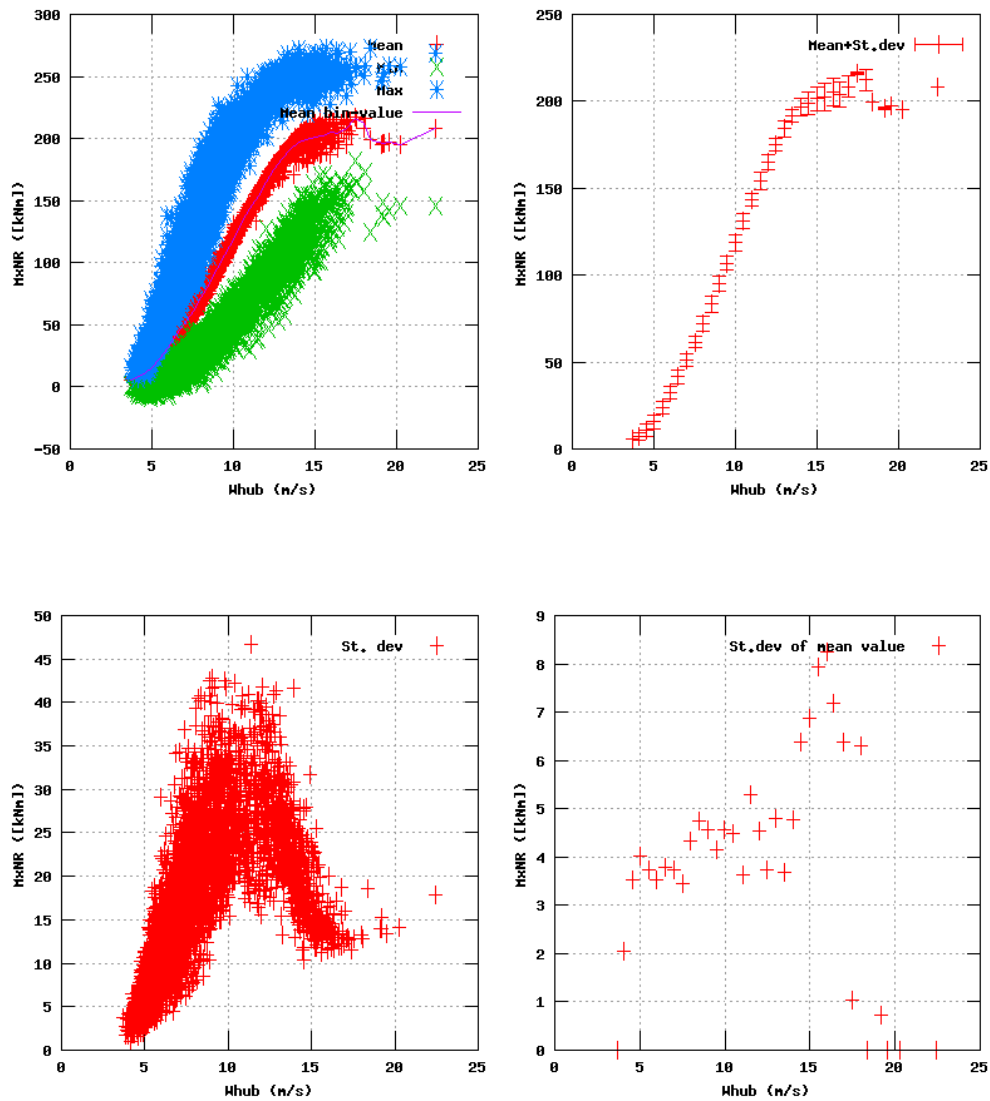 300
250
200
150
100
50
0
-50
MxNR ([kNm])
0 5 10 15 20 25
Whub (m/s)
Mean
Max
Mean bin-value
250
200
150
100
50
0
MxNR ([kNm])
0 5 10 15 20 25
Whub (m/s)
Mean+St.dev
50
45
40
35
30
25
20
15
10
5
0
MxNR ([kNm])
0 5 10 15 20 25
Whub (m/s)
St. dev
9
8
7
6
5
4
3
2
1
0
MxNR ([kNm])
0 5 10 15 20 25
Whub (m/s)
St.dev of mean value